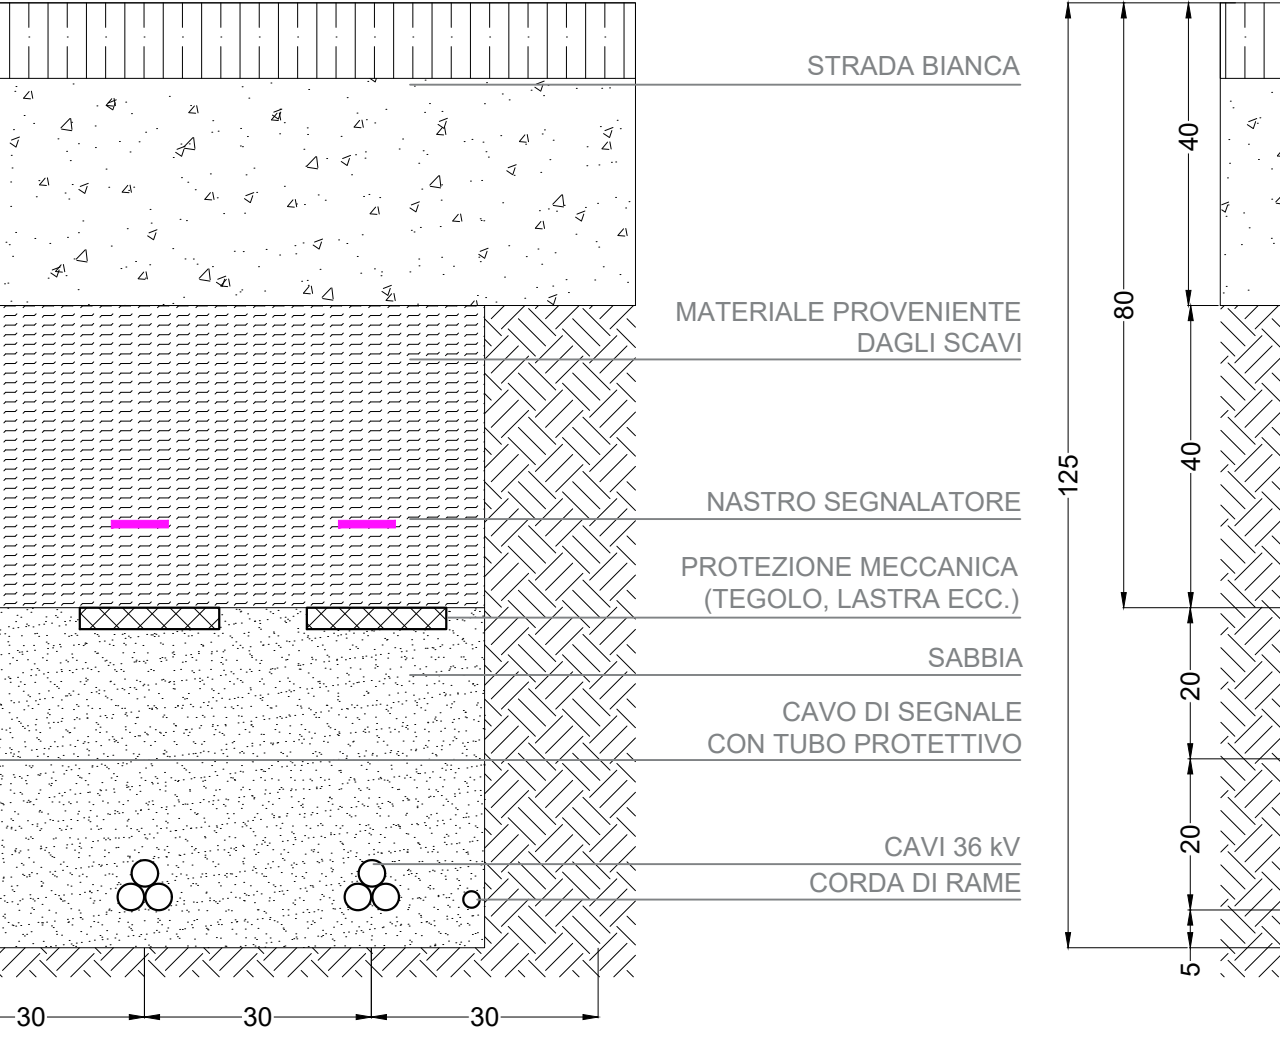 STRADA BIANCA
MATERIALE PROVENIENTE
DAGLI SCAVI
NASTRO SEGNALATORE
PROTEZIONE MECCANICA
(TEGOLO, LASTRA ECC.)
SABBIA
CAVO DI SEGNALE
CON TUBO PROTETTIVO
CAVI 36 kV
CORDA DI RAME
125
80
40
40
20
20
5
30
30
30